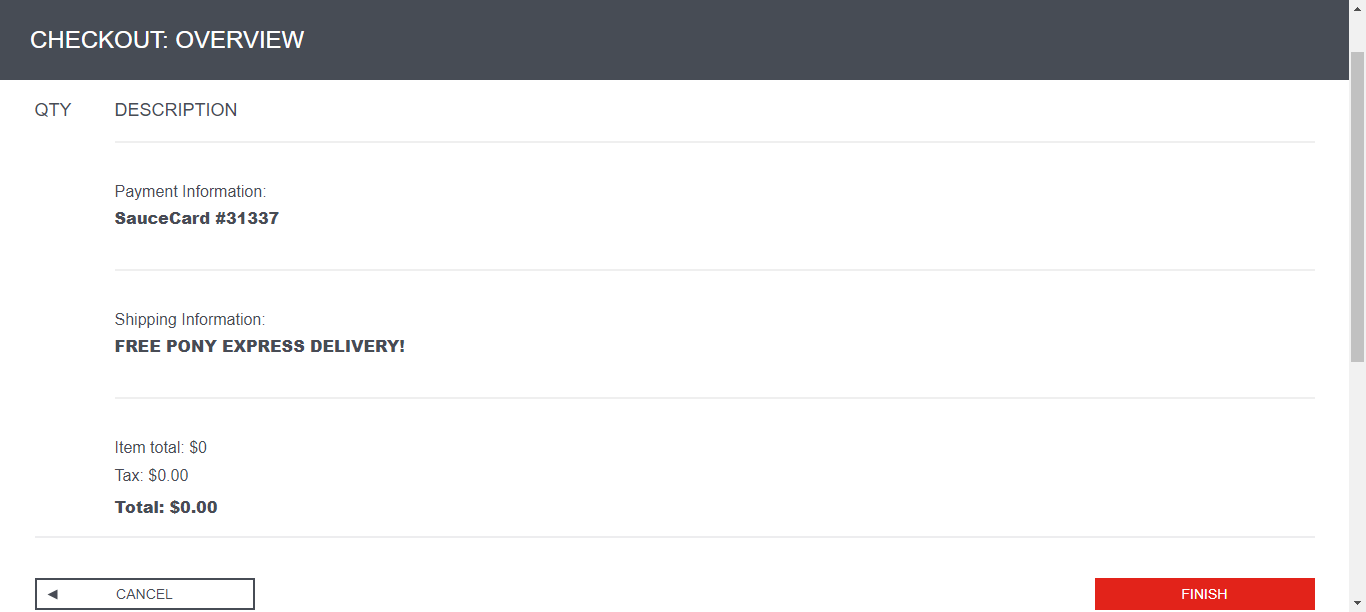 CHECKOUT: OVERVIEW
QTY DESCRIPTION
Payment Information:
SauceCard #31337
Shipping Information:
FREE PONY EXPRESS DELIVERY!
Item total: $0
Tax: $0.00
Total: $0.00
CANCEL FINISH